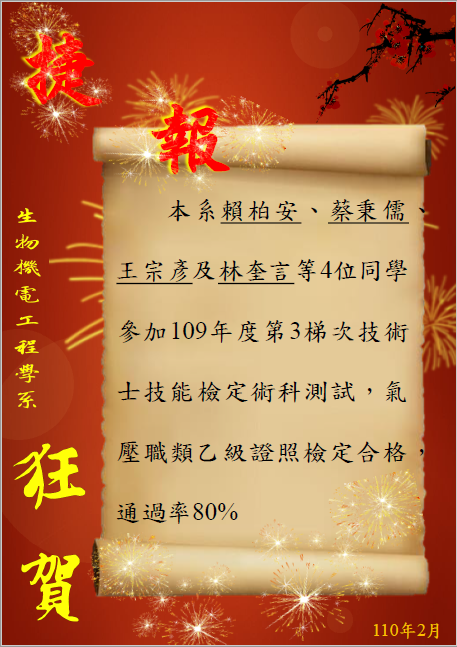 捷報
本系賴柏安、蔡秉儒、
王宗彥及林奎言等4位同學
參加109年度第3梯次技術
士技能檢定術科測試，氣
壓職類乙級證照檢定合格，
通過率80%
生物機電工程學系
狂賀
110年2月